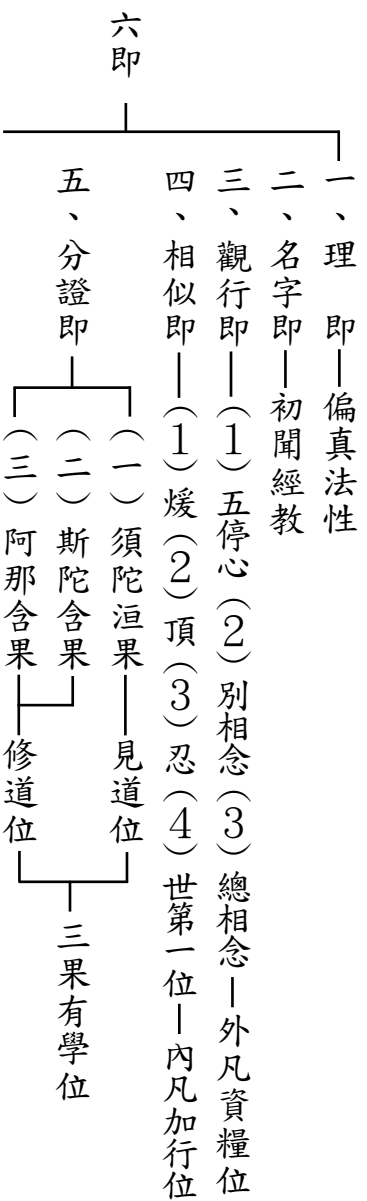 六即
一、理　即—偏真法性
二、名字即—初聞經教
三、觀行即—（1）五停心（2）別相念（3）總相念—外凡資糧位
四、相似即—（1）煖（2）頂（3）忍（4）世第一位—內凡加行位
五、分證即
（一）須陀洹果—見道位
（二）斯陀含果
（三）阿那含果—修道位
三果有學位